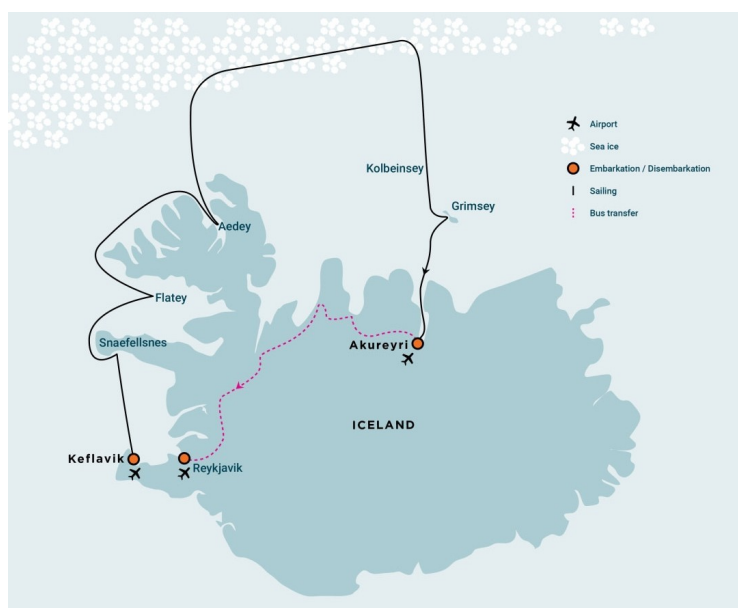 Airport
Sea ice
Embarkation / Disembarkation
Sailing
Bus transfer
Kolbeinsey
Grimsey
Aedey
Flatey
Snaefellsnes
Akureyri
ICELAND
Keflavik
Reykjavik